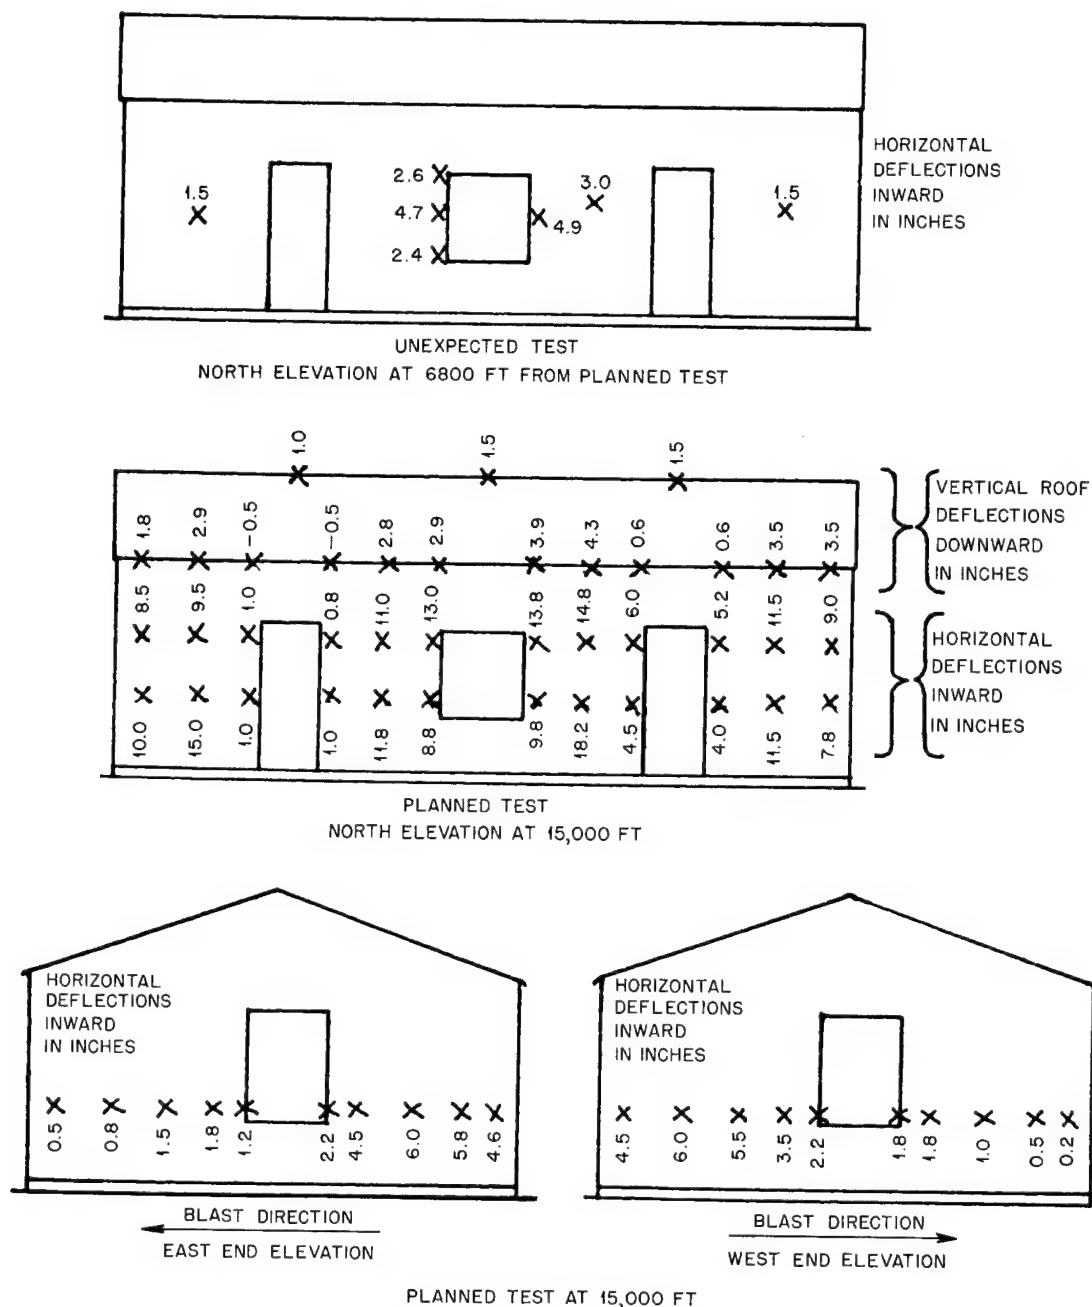 HORIZONTAL
DEFLECTIONS
INWARD
IN INCHES
1.5
2.6
4.7
2.4
4.9
3.0
1.5
UNEXPECTED TEST
NORTH ELEVATION AT 6800 FT FROM PLANNED TEST
1.0 1.5 1.5
1.8 2.9 -0.5 -0.5 2.8 2.9 3.9 4.3 0.6 0.6 3.5 3.5
VERTICAL ROOF
DEFLECTIONS
DOWNWARD
IN INCHES
8.5 9.5 1.0 0.8 11.0 13.0 13.8 14.8 6.0 5.2 11.5 9.0
10.0 15.0 1.0 1.0 11.8 8.8 9.8 18.2 4.5 4.0 11.5 7.8
HORIZONTAL
DEFLECTIONS
INWARD
IN INCHES
PLANNED TEST
NORTH ELEVATION AT 15,000 FT
HORIZONTAL
DEFLECTIONS
INWARD
IN INCHES
0.5 0.8 1.5 1.8 1.2 2.2 4.5 6.0 5.8 4.6
BLAST DIRECTION
EAST END ELEVATION
HORIZONTAL
DEFLECTIONS
INWARD
IN INCHES
4.5 6.0 5.5 3.5 2.2 1.8 1.8 1.0 0.5 0.2
BLAST DIRECTION
WEST END ELEVATION
PLANNED TEST AT 15,000 FT